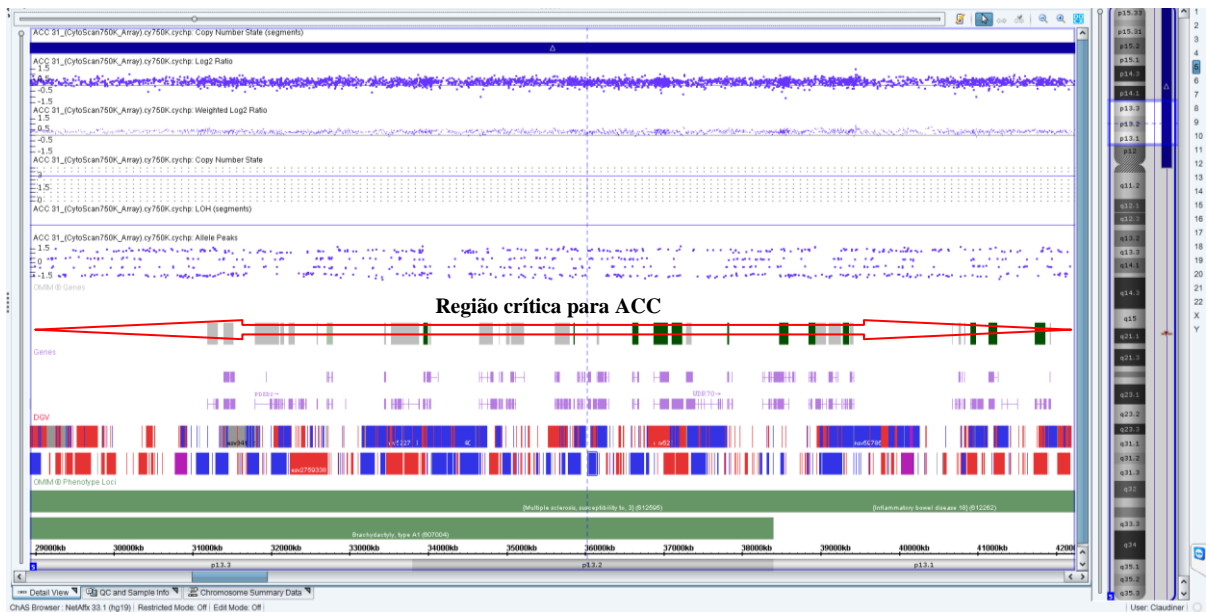 ACC 31_(CytoScan750K_Array).cy750K.cychp: Copy Number State (segments)
ACC 31_(CytoScan750K_Array).cy750K.cychp: Log2 Ratio
1.5
0.5
-0.5
-1.5
ACC 31_(CytoScan750K_Array).cy750K.cychp: Weighted Log2 Ratio
1.5
0.5
-0.5
-1.5
ACC 31_(CytoScan750K_Array).cy750K.cychp: Copy Number State
3
1.5
0
ACC 31_(CytoScan750K_Array).cy750K.cychp: LOH (segments)
ACC 31_(CytoScan750K_Array).cy750K.cychp: Allele Peaks
1.5
0
-1.5
OMIM ® Genes
Região crítica para ACC
Genes
DGV
OMIM ® Phenotype Loci
[Multiple sclerosis, susceptibility to, 3] (612595)
[Inflammatory bowel disease 18] (612262)
Brachydactyly, type A1 (607004)
29000kb 30000kb 31000kb 32000kb 33000kb 34000kb 35000kb 36000kb 37000kb 38000kb 39000kb 40000kb 41000kb 42000
5 p13.3 p13.2 p13.1
Detail View QC and Sample Info Chromosome Summary Data
ChAS Browser: NetAffx 33.1 (hg19) Restricted Mode: Off Edit Mode: Off User: Claudiner
p15.33
p15.31
p15.2
p15.1
p14.3
p14.1
p13.3
p13.2
p13.1
p12
q11.2
q12.1
q12.3
q13.2
q13.3
q14.1
q14.3
q15
q21.1
q21.3
q23.1
q23.2
q23.3
q31.1
q31.2
q31.3
q32
q33.3
q34
q35.1
q35.2
q35.3
1
2
3
4
5
6
7
8
9
10
11
12
13
14
15
16
17
18
19
20
21
22
X
Y